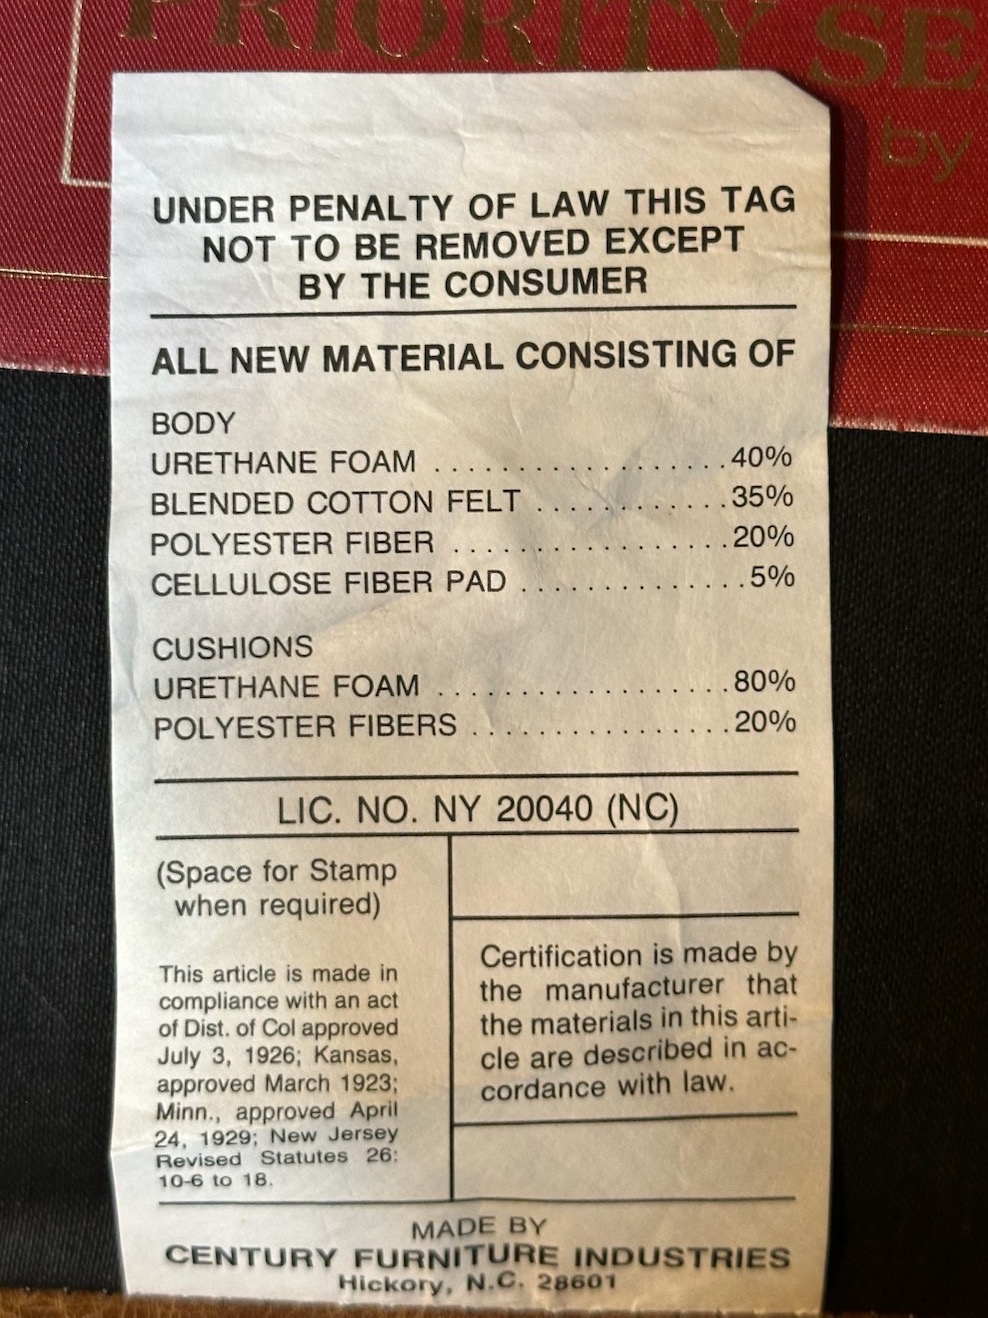 PRIORITY SE
by
UNDER PENALTY OF LAW THIS TAG
NOT TO BE REMOVED EXCEPT
BY THE CONSUMER
ALL NEW MATERIAL CONSISTING OF
BODY
URETHANE FOAM ..................40%
BLENDED COTTON FELT ............35%
POLYESTER FIBER .................20%
CELLULOSE FIBER PAD ..............5%
CUSHIONS
URETHANE FOAM ..................80%
POLYESTER FIBERS ................20%
LIC. NO. NY 20040 (NC)
(Space for Stamp
when required)
This article is made in
compliance with an act
of Dist. of Col approved
July 3, 1926; Kansas,
approved March 1923;
Minn., approved April
24, 1929; New Jersey
Revised Statutes 26:
10-6 to 18.
Certification is made by
the manufacturer that
the materials in this arti-
cle are described in ac-
cordance with law.
MADE BY
CENTURY FURNITURE INDUSTRIES
Hickory, N.C. 28601